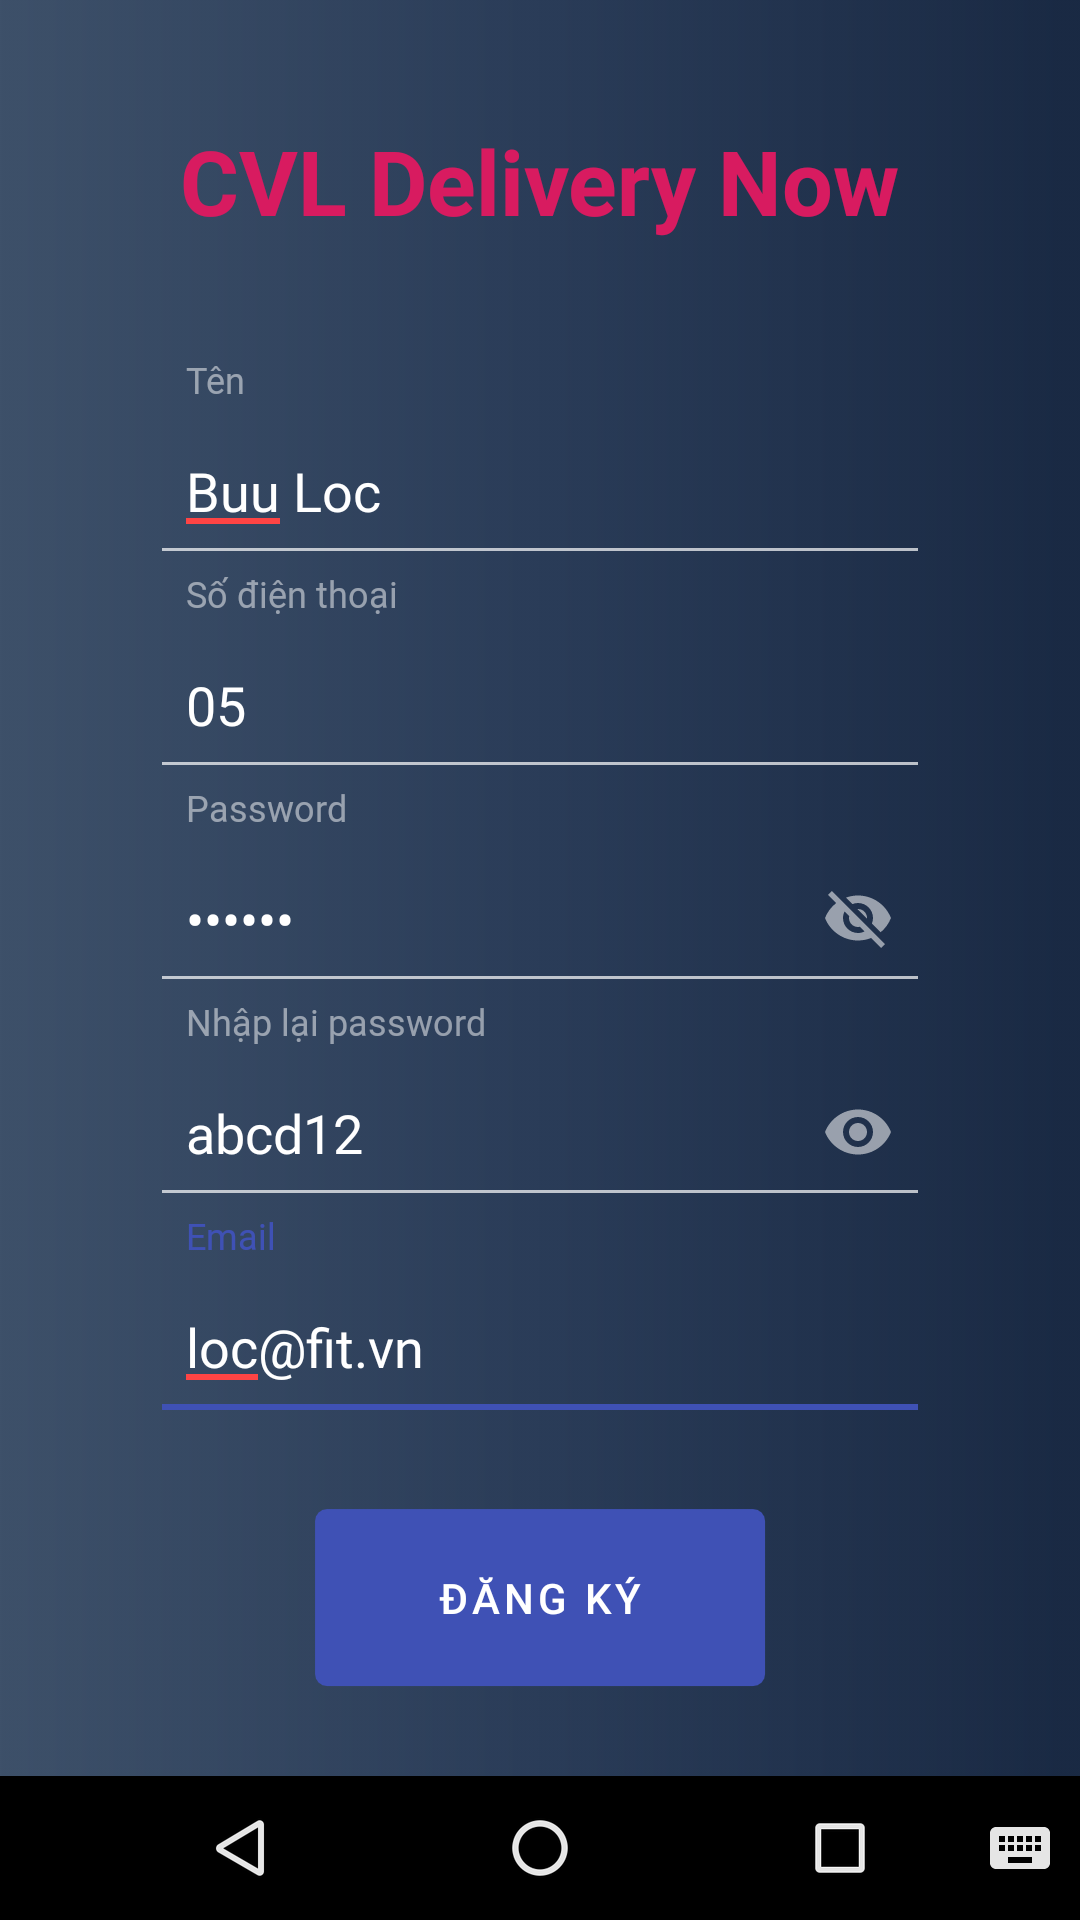 CVL Delivery Now
Tên
Buu Loc
Số điện thoại
05
Password
••••••
Nhập lại password
abcd12
Email
loc@fit.vn
ĐĂNG KÝ